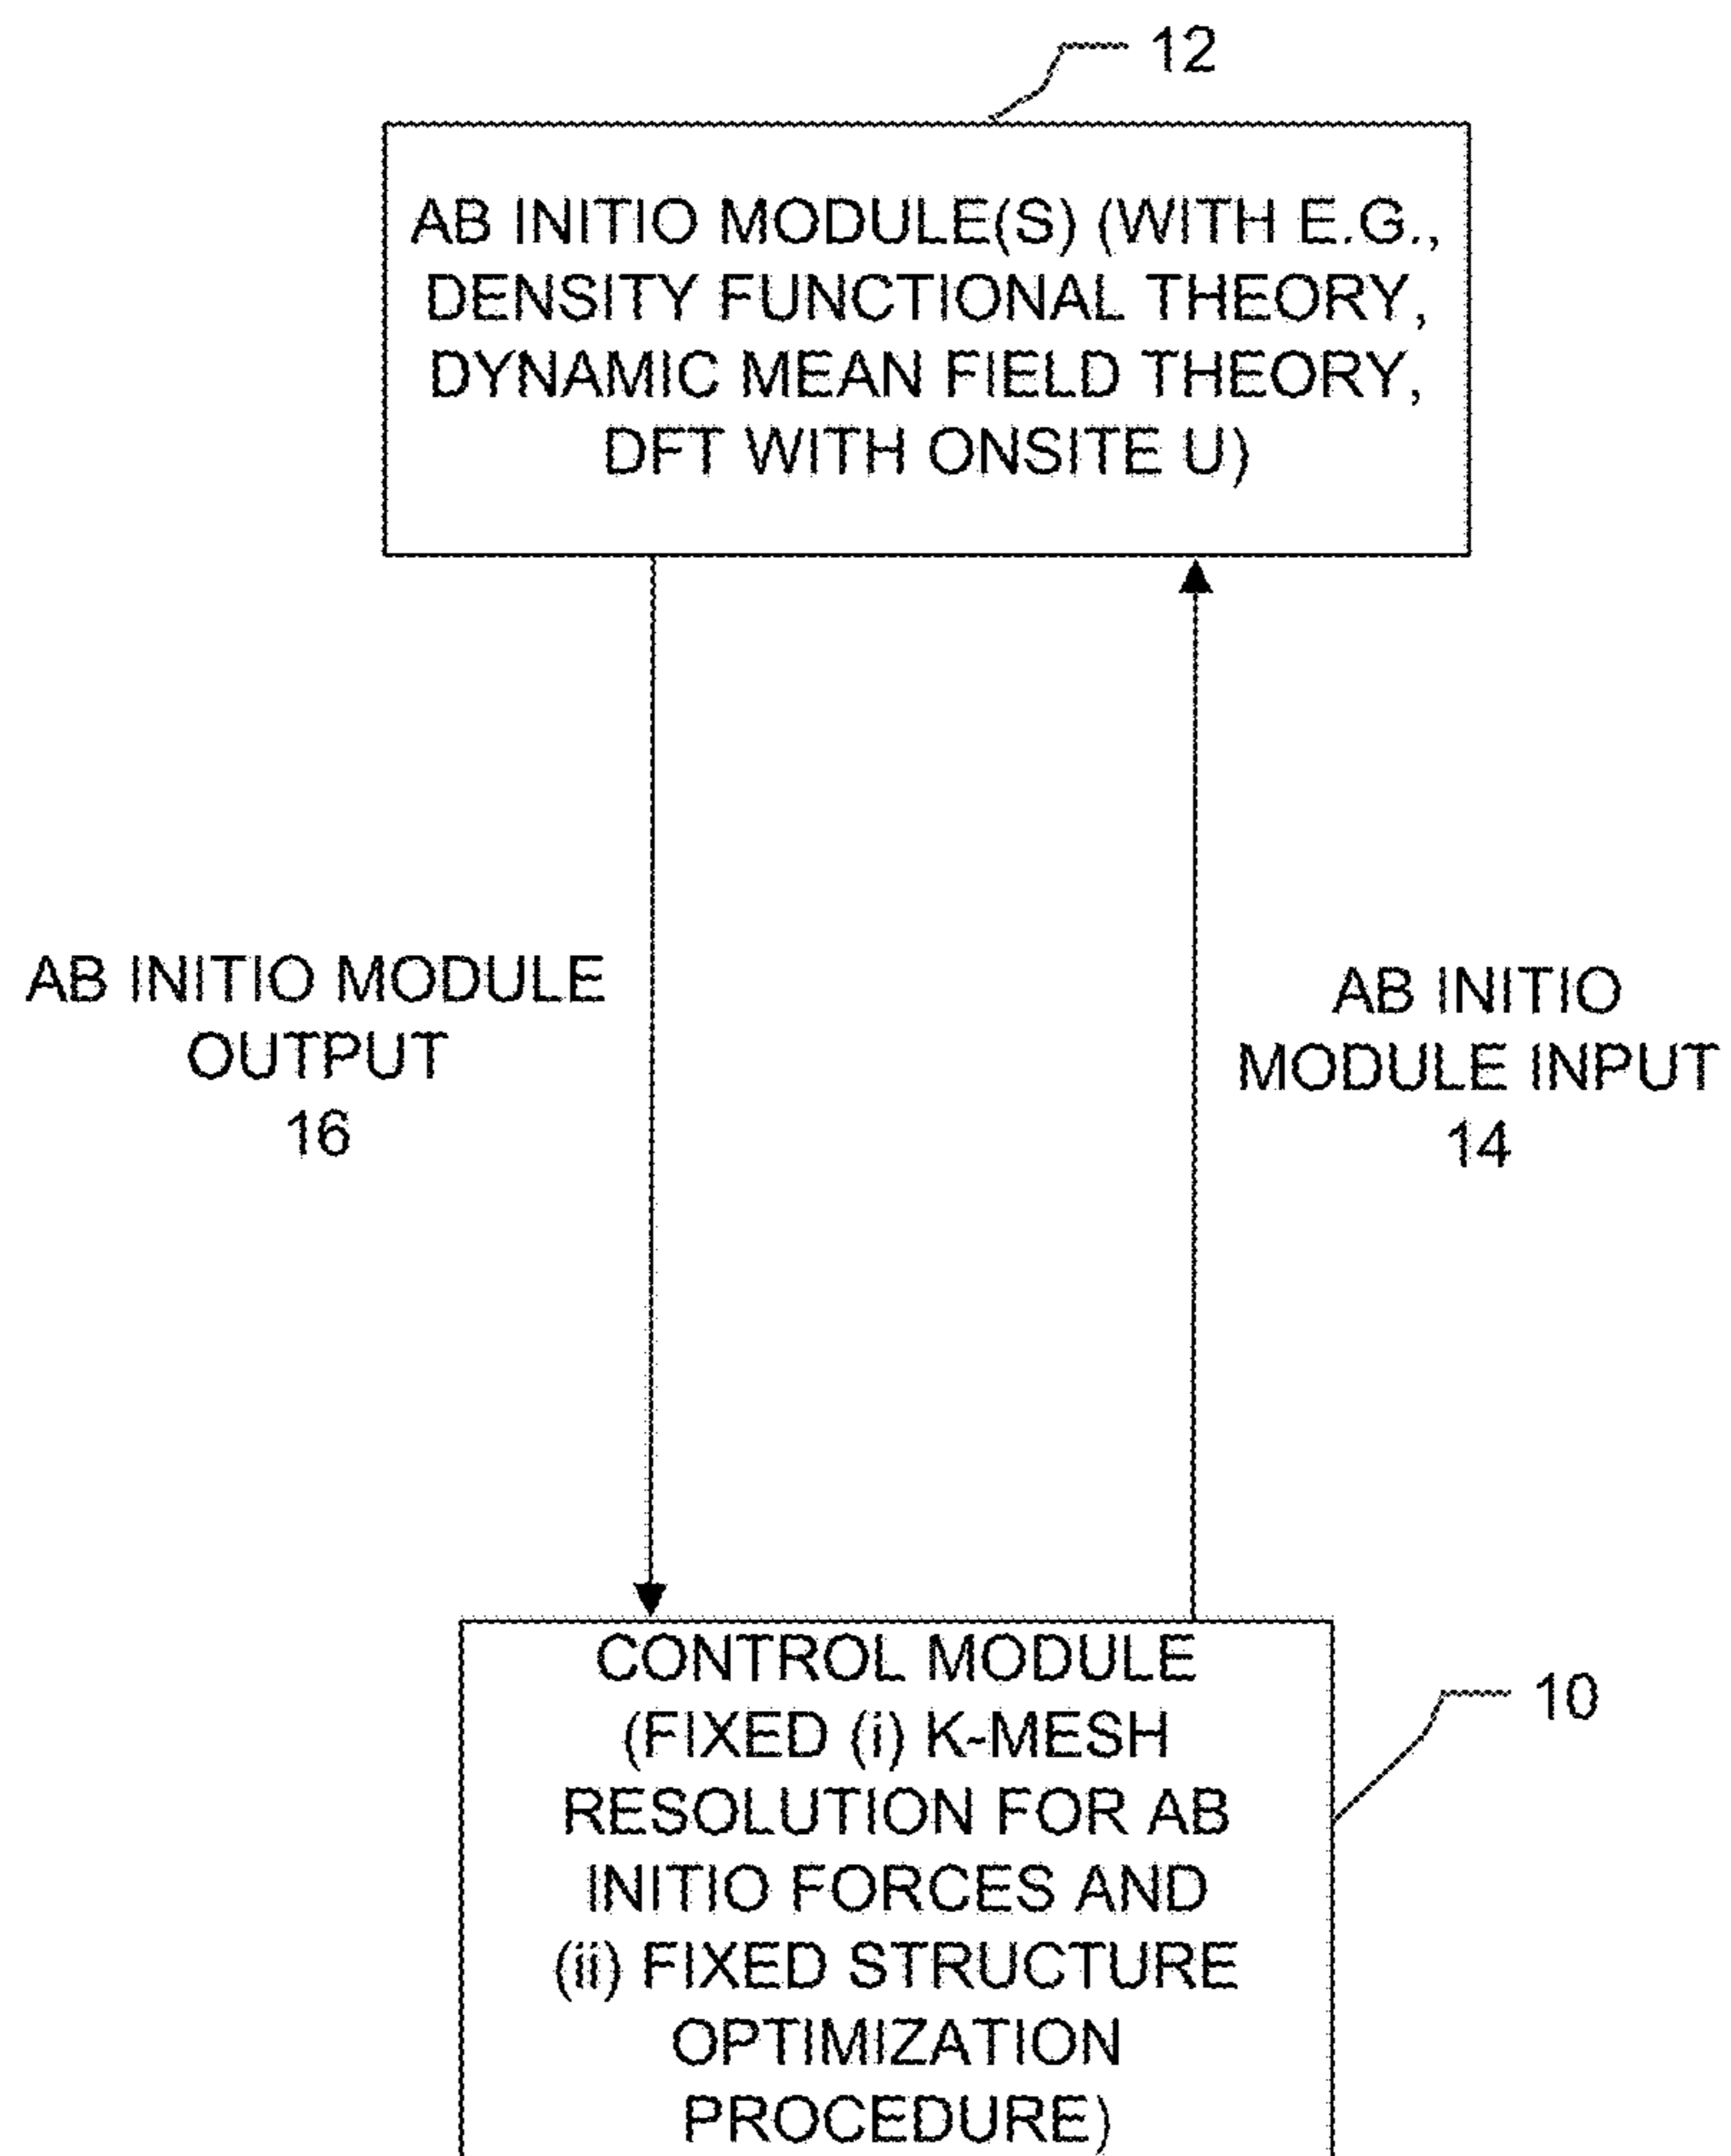 12
AB INITIO MODULE(S) (WITH E.G.,
DENSITY FUNCTIONAL THEORY,
DYNAMIC MEAN FIELD THEORY,
DFT WITH ONSITE U)
AB INITIO MODULE
OUTPUT
16
AB INITIO
MODULE INPUT
14
CONTROL MODULE
(FIXED (i) K-MESH
RESOLUTION FOR AB
INITIO FORCES AND
(ii) FIXED STRUCTURE
OPTIMIZATION
PROCEDURE)
10